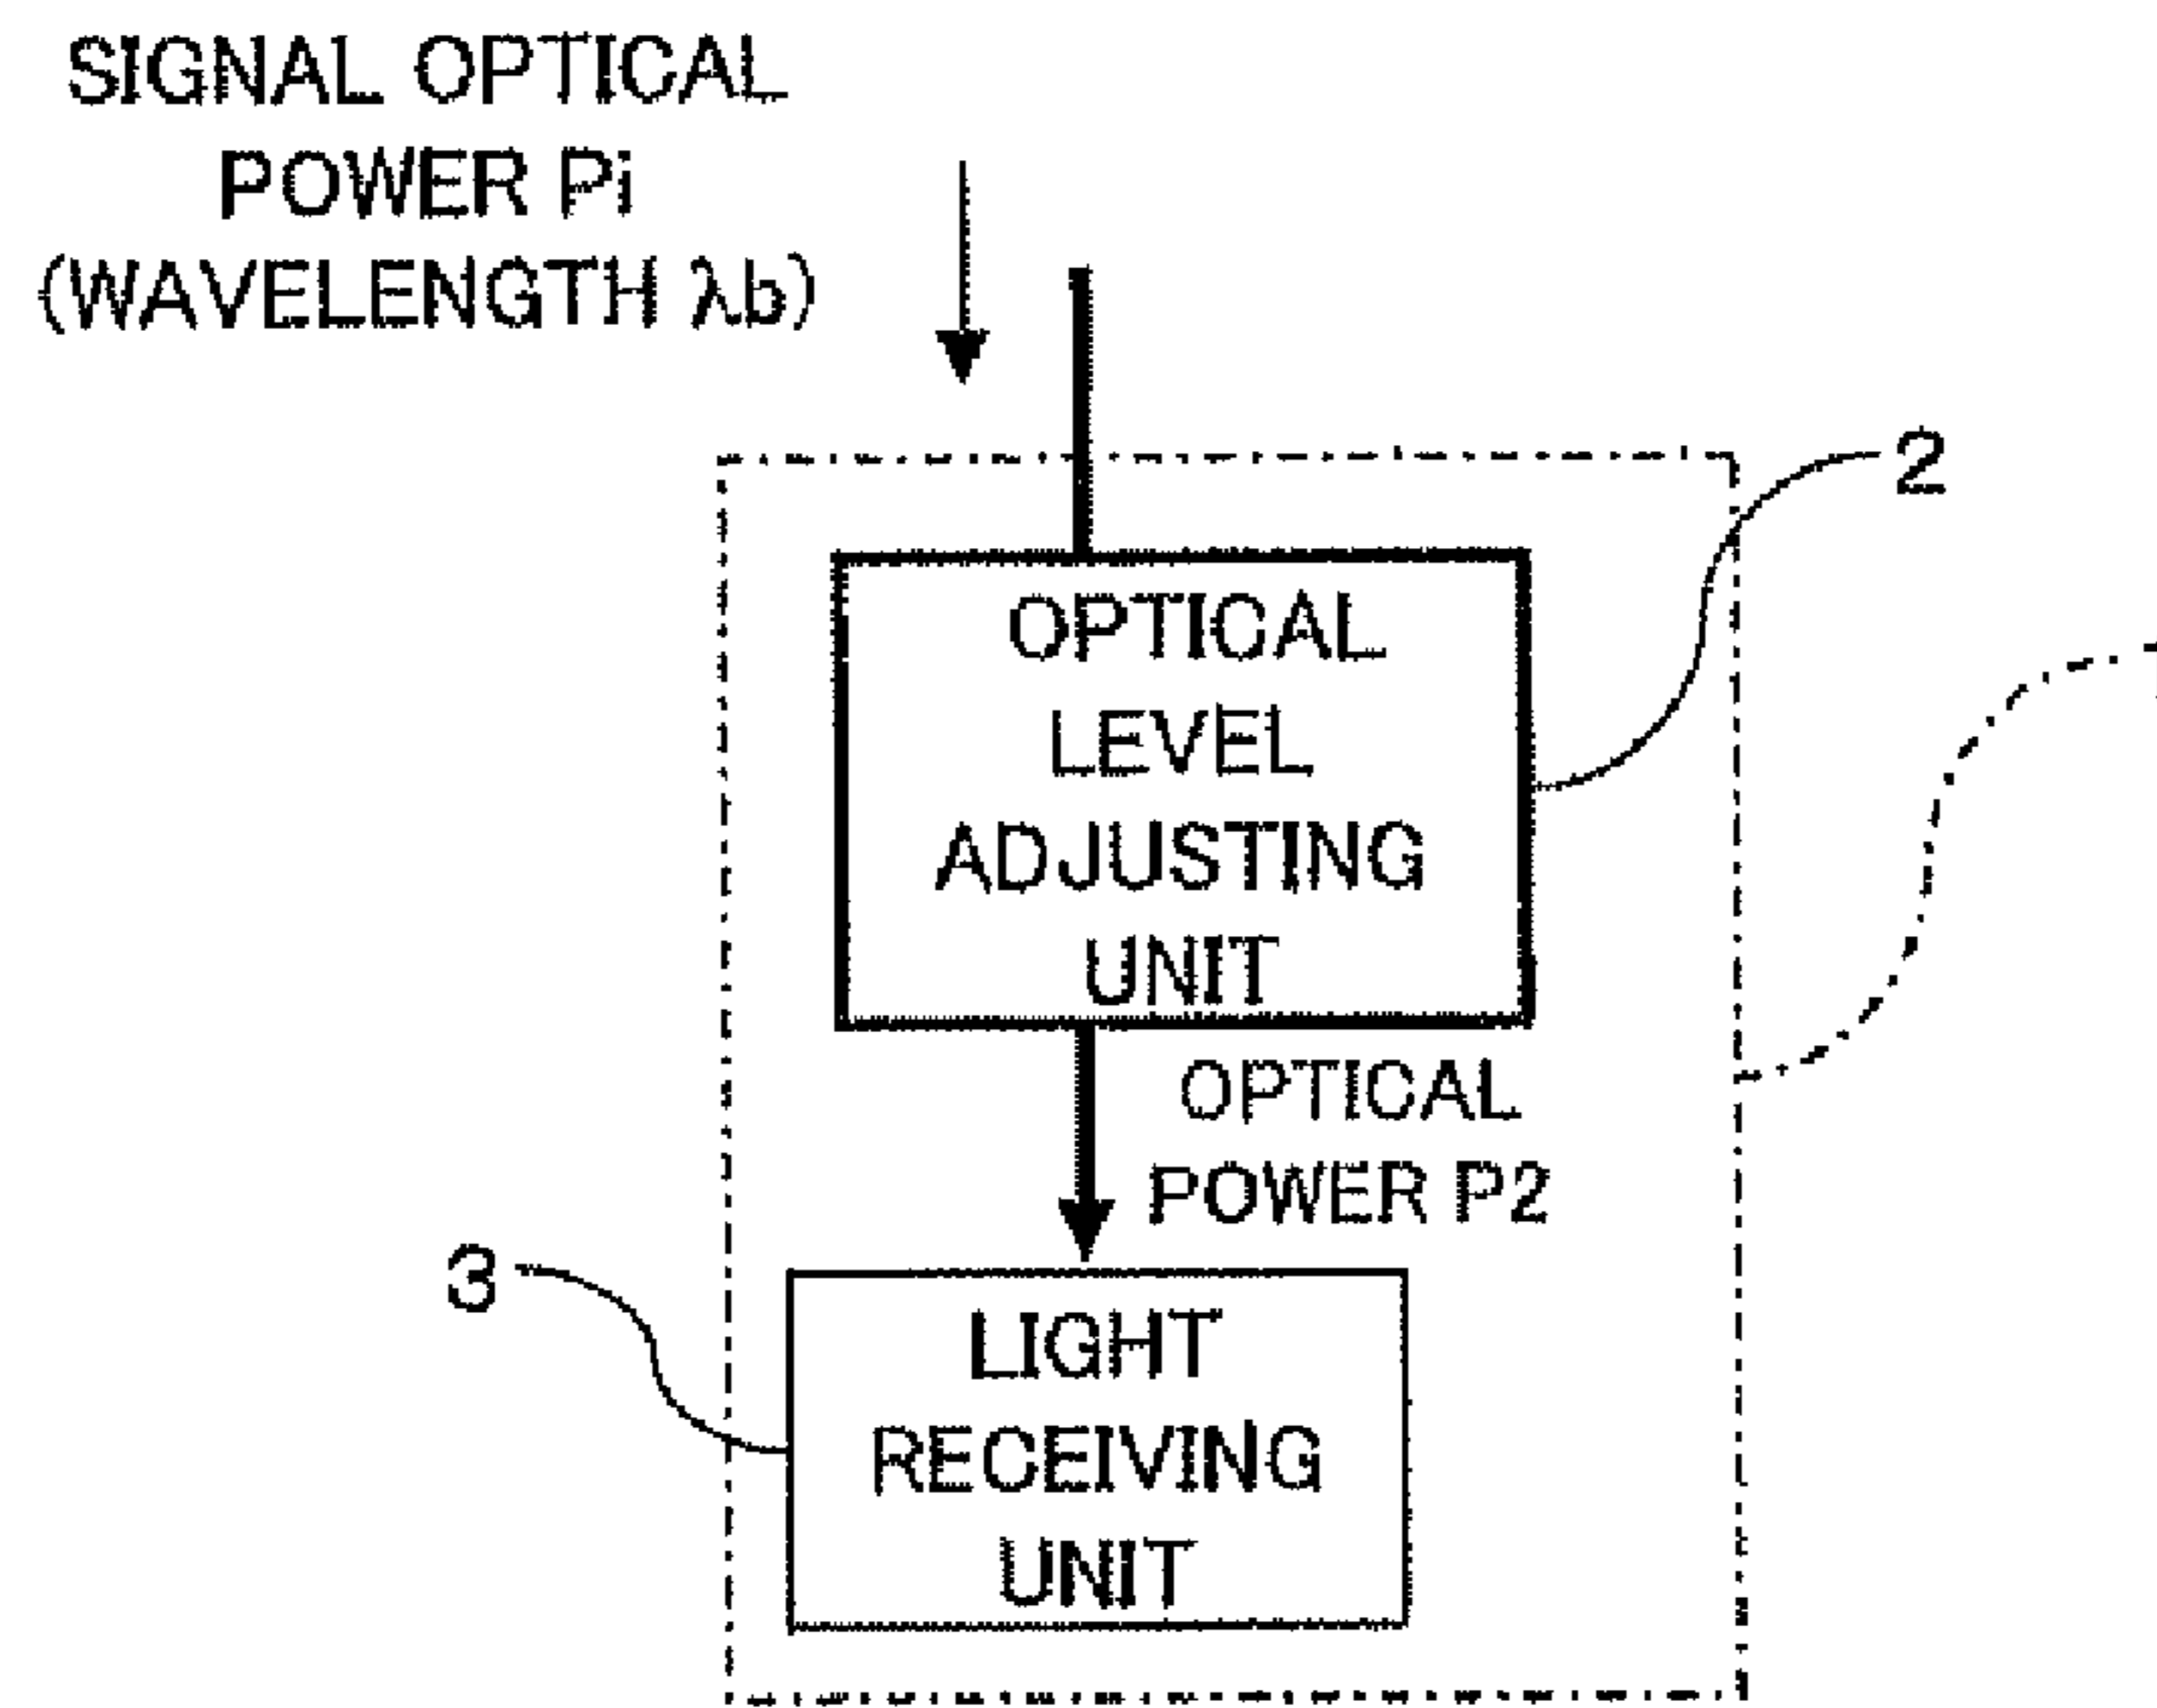 SIGNAL OPTICAL
POWER Pi
(WAVELENGTH λb)
2
OPTICAL
LEVEL
ADJUSTING
UNIT
OPTICAL
POWER P2
3
LIGHT
RECEIVING
UNIT